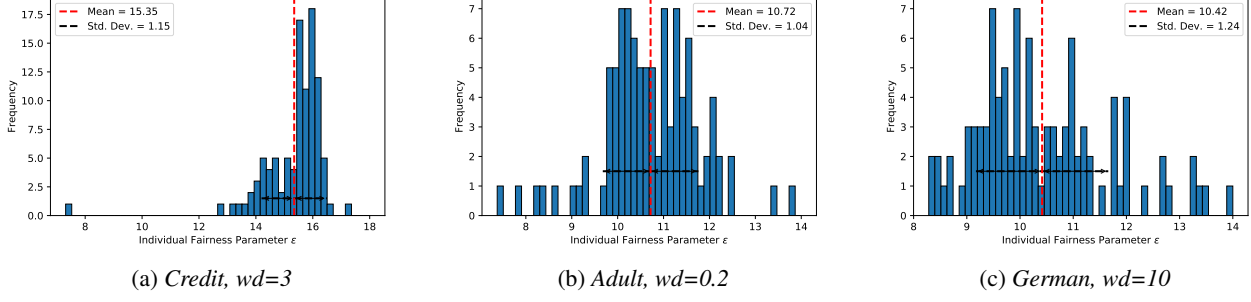 17.5
15.0
12.5
10.0
7.5
5.0
2.5
0.0
Frequency
Mean = 15.35
Std. Dev. = 1.15
8 10 12 14 16 18
Individual Fairness Parameter ε
(a) Credit, wd=3
7
6
5
4
3
2
1
0
Frequency
Mean = 10.72
Std. Dev. = 1.04
8 9 10 11 12 13 14
Individual Fairness Parameter ε
(b) Adult, wd=0.2
7
6
5
4
3
2
1
0
Frequency
Mean = 10.42
Std. Dev. = 1.24
8 9 10 11 12 13 14
Individual Fairness Parameter ε
(c) German, wd=10